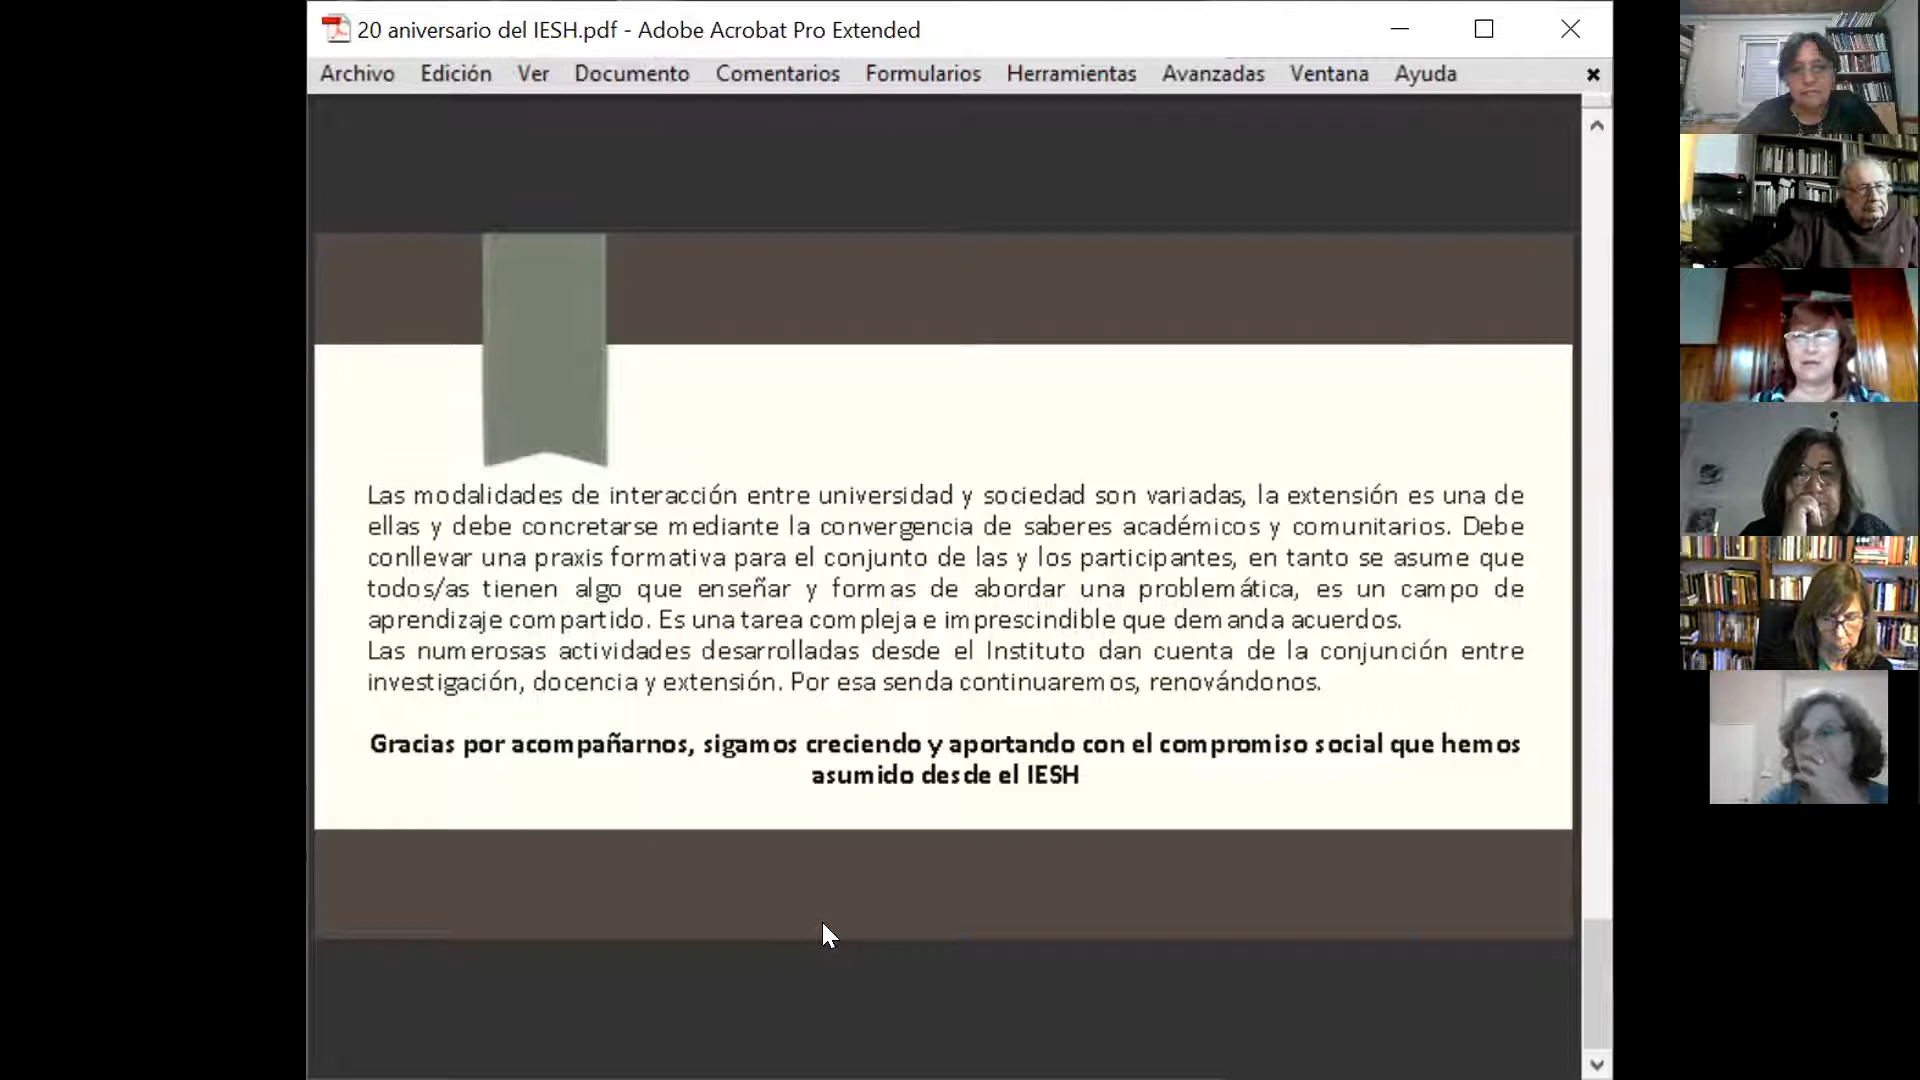 20 aniversario del IESH.pdf - Adobe Acrobat Pro Extended
Archivo Edición Ver Documento Comentarios Formularios Herramientas Avanzadas Ventana Ayuda
Las modalidades de interacción entre universidad y sociedad son variadas, la extensión es una de
ellas y debe concretarse mediante la convergencia de saberes académicos y comunitarios. Debe
conllevar una praxis formativa para el conjunto de las y los participantes, en tanto se asume que
todos/as tienen algo que enseñar y formas de abordar una problemática, es un campo de
aprendizaje compartido. Es una tarea compleja e imprescindible que demanda acuerdos.
Las numerosas actividades desarrolladas desde el Instituto dan cuenta de la conjunción entre
investigación, docencia y extensión. Por esa senda continuaremos, renovándonos.
Gracias por acompañarnos, sigamos creciendo y aportando con el compromiso social que hemos
asumido desde el IESH